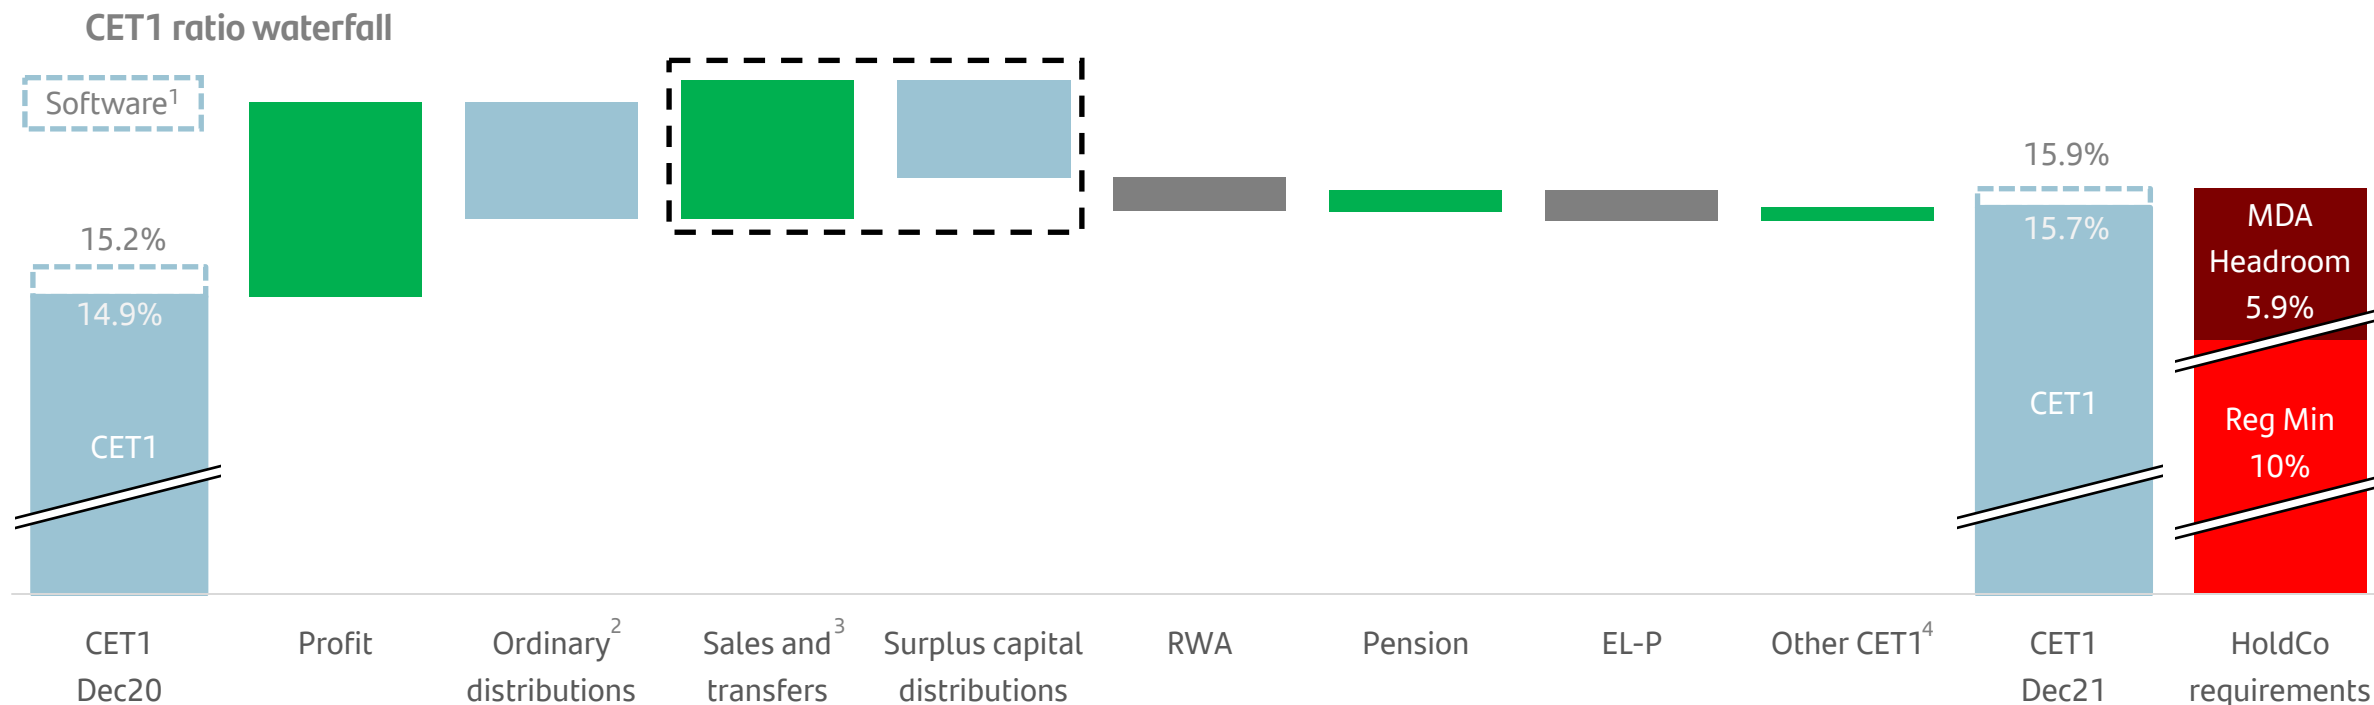 CET1 ratio waterfall
Software1
15.2%
14.9%
CET1
15.9%
15.7%
CET1
MDA
Headroom
5.9%
Reg Min
10%
CET1
Dec20
Profit
Ordinary2
distributions
Sales and3
transfers
Surplus capital
distributions
RWA
Pension
EL-P
Other CET14
CET1
Dec21
HoldCo
requirements